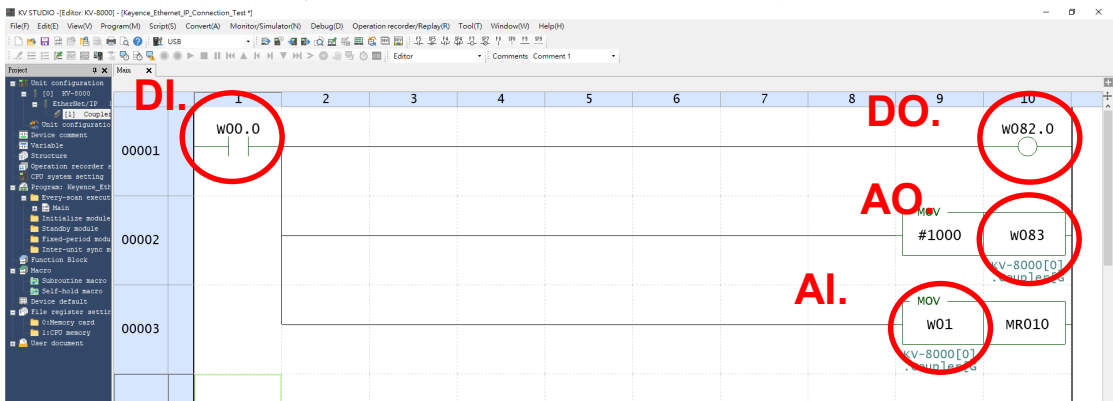 KV STUDIO -[Editor: KV-8000] - [Keyence_Ethernet_IP_Connection_Test *]
File(F) Edit(E) View(V) Program(M) Script(S) Convert(A) Monitor/Simulator(N) Debug(D) Operation recorder/Replay(R) Tool(T) Window(W) Help(H)
USB
Editor Comments Comment 1
Project Main
Unit configuration
[0] KV-8000
EtherNet/IP
[1] Coupler
Unit configuratio
Device comment
Variable
Structure
Operation recorder s
CPU system setting
Program: Keyence_Eth
Every-scan execut
Main
Initialize module
Standby module
Fixed-period modu
Inter-unit sync m
Function Block
Macro
Subroutine macro
Self-hold macro
Device default
File register settin
0:Memory card
1:CPU memory
User document
1 2 3 4 5 6 7 8 9 10
DI. DO.
00001 W00.0 W082.0
AO.
MOV
00002 #1000 W083
KV-8000[0]
.Coupler[G
AI.
MOV
00003 W01 MR010
KV-8000[0]
.Coupler[G